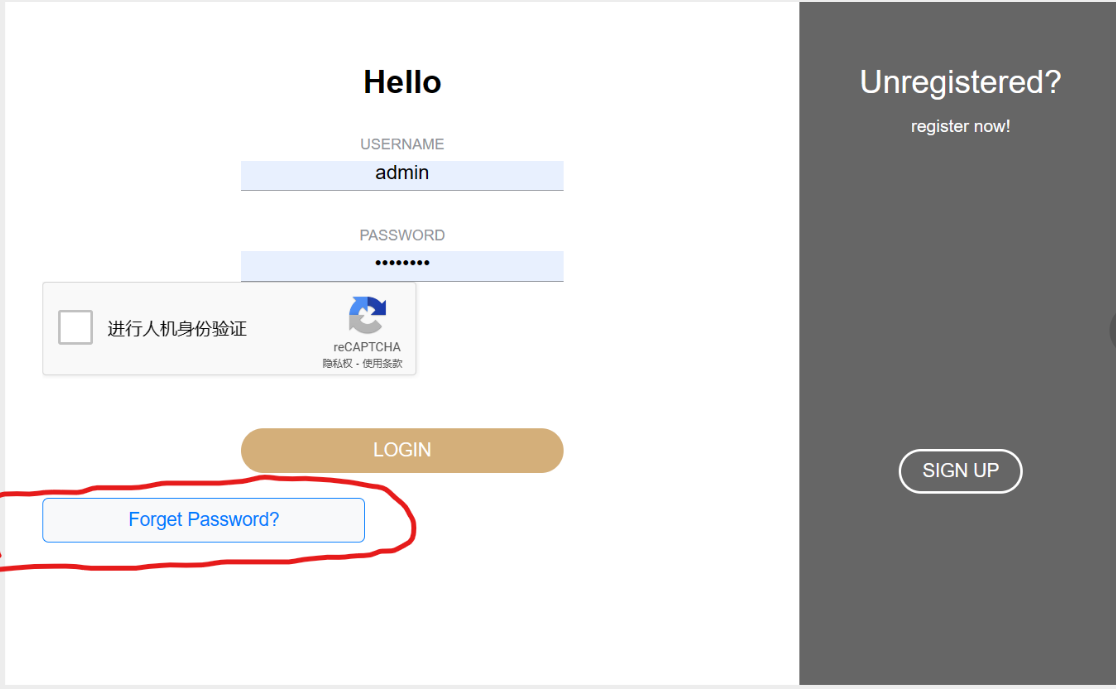 Hello
USERNAME
admin
PASSWORD
••••••••
进行人机身份验证
reCAPTCHA
隐私权 - 使用条款
LOGIN
Forget Password?
Unregistered?
register now!
SIGN UP